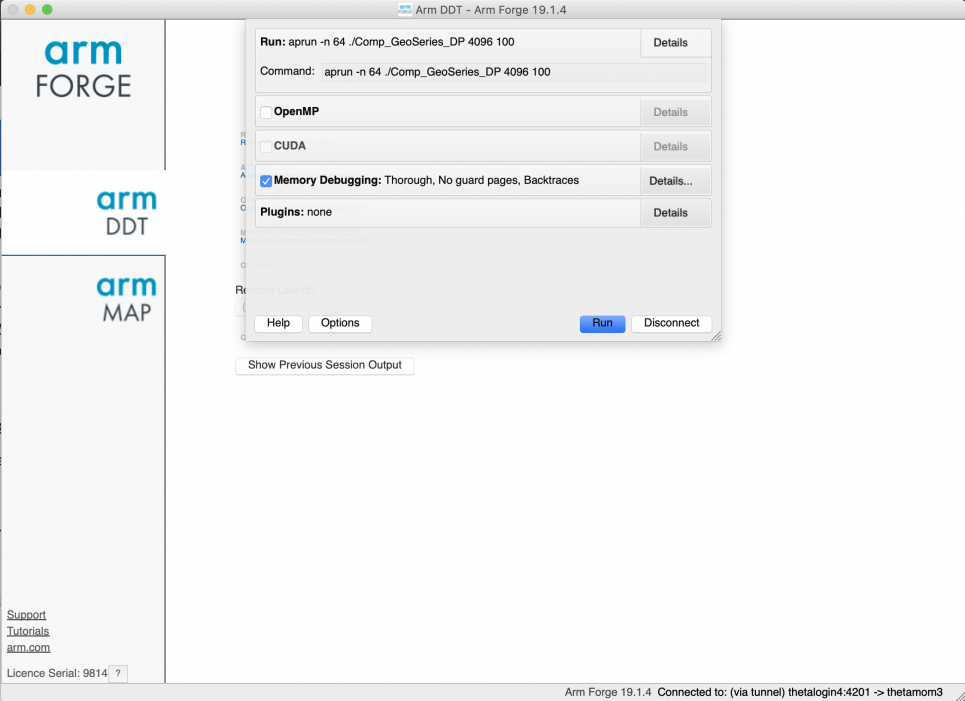 Arm DDT - Arm Forge 19.1.4
arm
FORGE
arm
DDT
arm
MAP
Run: aprun -n 64 ./Comp_GeoSeries_DP 4096 100
Details
Command: aprun -n 64 ./Comp_GeoSeries_DP 4096 100
OpenMP
Details
CUDA
Details
Memory Debugging: Thorough, No guard pages, Backtraces
Details...
Plugins: none
Details
Remote Launch:
Help
Options
Run
Disconnect
Show Previous Session Output
Support
Tutorials
arm.com
Licence Serial: 9814 ?
Arm Forge 19.1.4 Connected to: (via tunnel) thetalogin4:4201 -> thetamom3